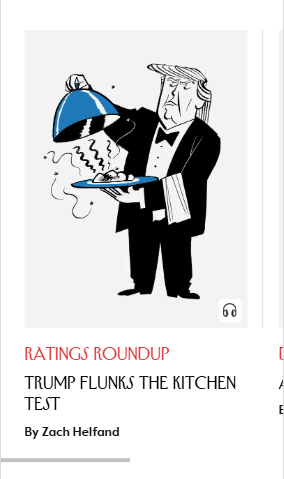 RATINGS ROUNDUP
TRUMP FLUNKS THE KITCHEN
TEST
By Zach Helfand